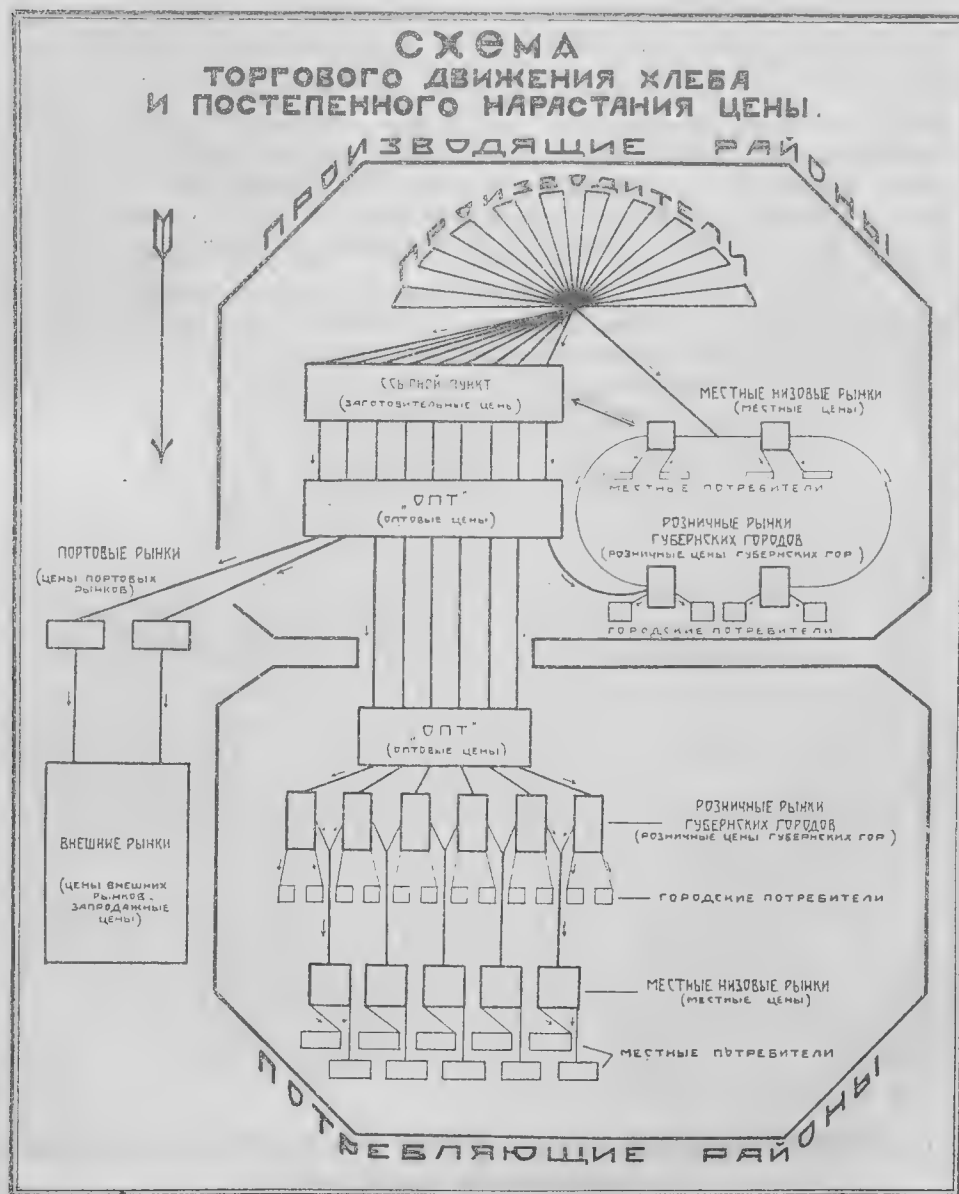 СХЕМА
ТОРГОВОГО ДВИЖЕНИЯ ХЛЕБА
И ПОСТЕПЕННОГО НАРАСТАНИЯ ЦЕНЫ.
ПРОИЗВОДЯЩИЕ РАЙОНЫ
ПРОИЗВОДИТЕЛИ
ССЫПНОЙ ПУНКТ
(ЗАГОТОВИТЕЛЬНЫЕ ЦЕНЫ)
МЕСТНЫЕ НИЗОВЫЕ РЫНКИ
(МЕСТНЫЕ ЦЕНЫ)
МЕСТНЫЕ ПОТРЕБИТЕЛИ
„ОПТ"
(ОПТОВЫЕ ЦЕНЫ)
РОЗНИЧНЫЕ РЫНКИ
ГУБЕРНСКИХ ГОРОДОВ
(РОЗНИЧНЫЕ ЦЕНЫ ГУБЕРНСКИХ ГОР)
ГОРОДСКИЕ ПОТРЕБИТЕЛИ
ПОРТОВЫЕ РЫНКИ
(ЦЕНЫ ПОРТОВЫХ
РЫНКОВ)
„ОПТ"
(ОПТОВЫЕ ЦЕНЫ)
РОЗНИЧНЫЕ РЫНКИ
ГУБЕРНСКИХ ГОРОДОВ
(РОЗНИЧНЫЕ ЦЕНЫ ГУБЕРНСКИХ ГОР)
ВНЕШНИЕ РЫНКИ
(ЦЕНЫ ВНЕШНИХ
РЫНКОВ.
ЗАПРОДАЖНЫЕ
ЦЕНЫ)
ГОРОДСКИЕ ПОТРЕБИТЕЛИ
МЕСТНЫЕ НИЗОВЫЕ РЫНКИ
(МЕСТНЫЕ ЦЕНЫ)
МЕСТНЫЕ ПОТРЕБИТЕЛИ
ПОТРЕБЛЯЮЩИЕ РАЙОНЫ